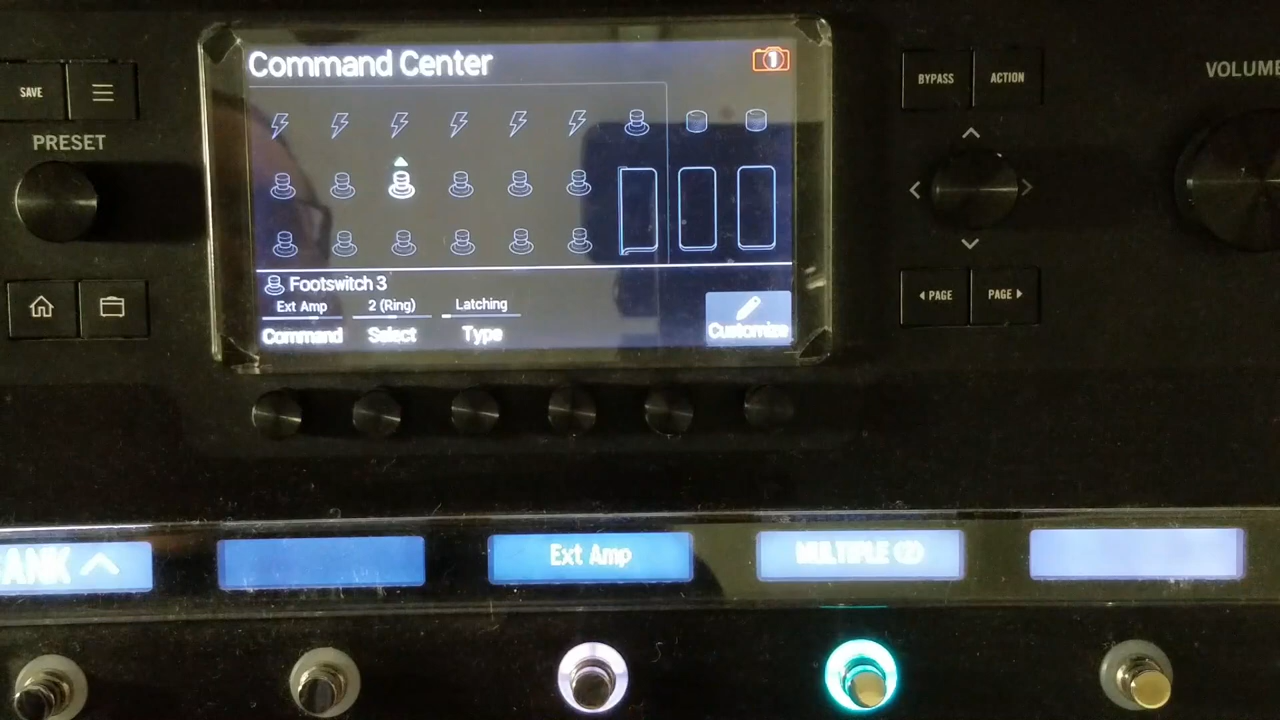 Command Center
1
SAVE
PRESET
BYPASS
ACTION
VOLUME
PAGE
PAGE
Footswitch 3
Ext Amp
2 (Ring)
Latching
Command
Select
Type
Customize
ANK
Ext Amp
MULTIPLE (2)